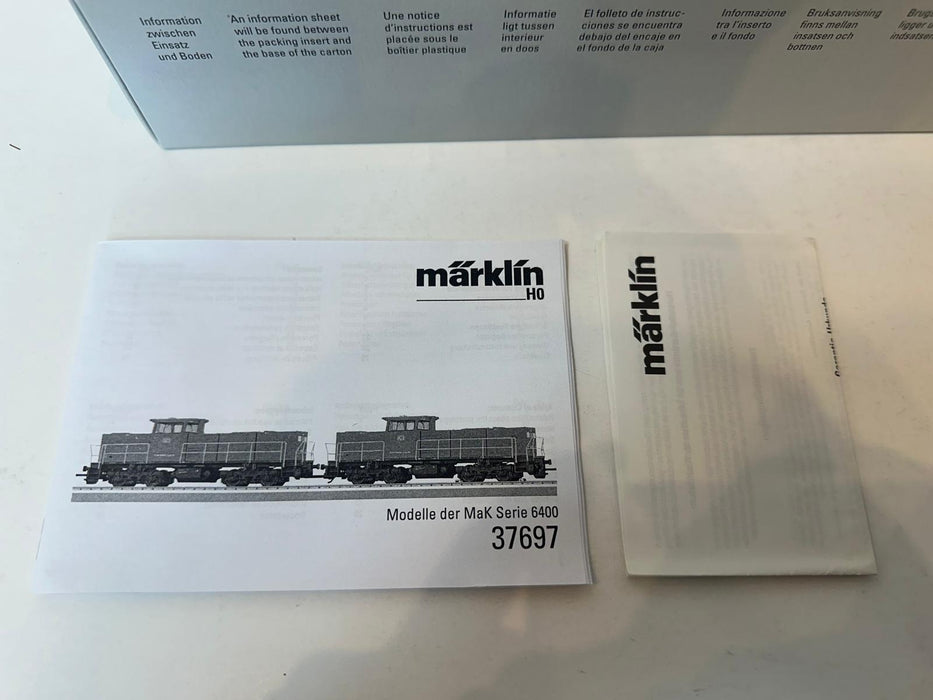 Information
zwischen
Einsatz
und Boden
An information sheet
will be found between
the packing insert and
the base of the carton
Une notice
d'instructions est
placée sous le
boîtier plastique
Informatie
ligt tussen
interieur
en doos
El folleto de instruc-
ciones se encuentra
debajo del encaje en
el fondo de la caja
Informazione
tra l'inserto
e il fondo
Bruksanvisning
finns mellan
insatsen och
bottnen
märklin
H0
Modelle der MaK Serie 6400
37697
märklin